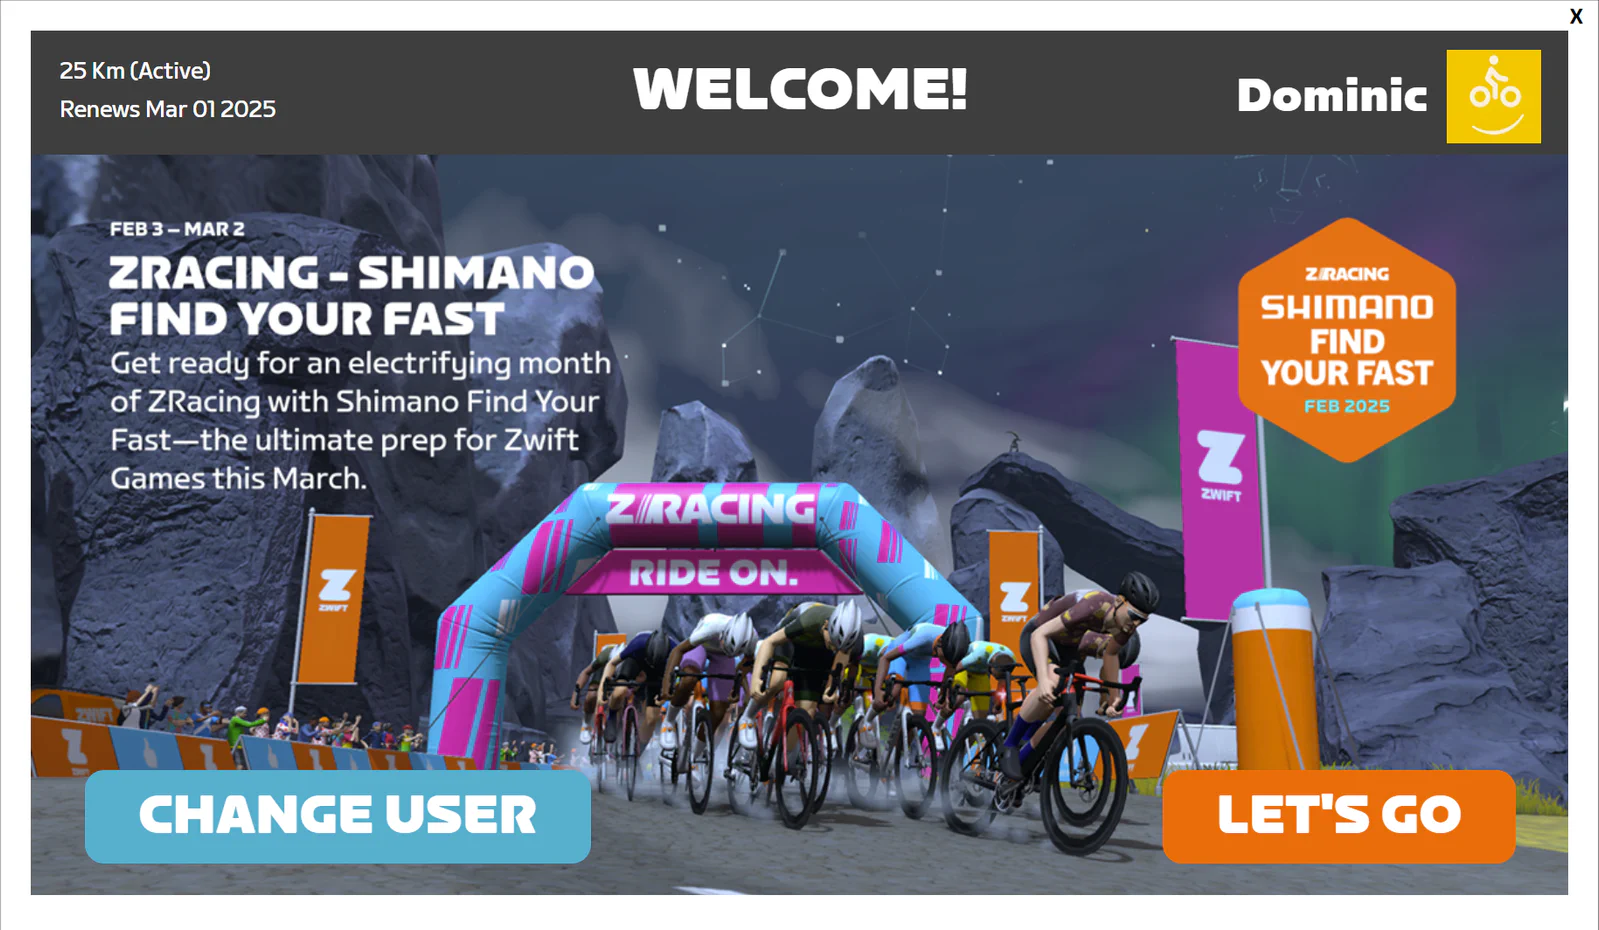 X
25 Km (Active)
Renews Mar 01 2025
WELCOME!
Dominic
FEB 3 – MAR 2
ZRACING - SHIMANO
FIND YOUR FAST
Get ready for an electrifying month
of ZRacing with Shimano Find Your
Fast—the ultimate prep for Zwift
Games this March.
ZRACING
SHIMANO
FIND
YOUR FAST
FEB 2025
ZWIFT
ZRACING
RIDE ON.
ZWIFT
ZWIFT
ZWIFT
CHANGE USER
LET'S GO